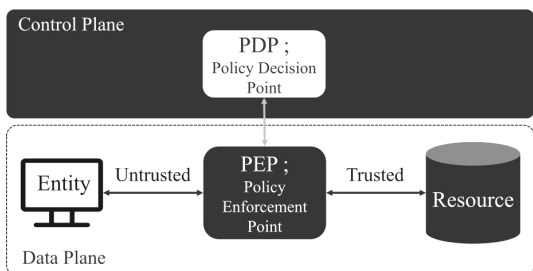 Control Plane
PDP ;
Policy Decision
Point
Untrusted
Entity
PEP ;
Policy
Enforcement
Point
Trusted
Resource
Data Plane